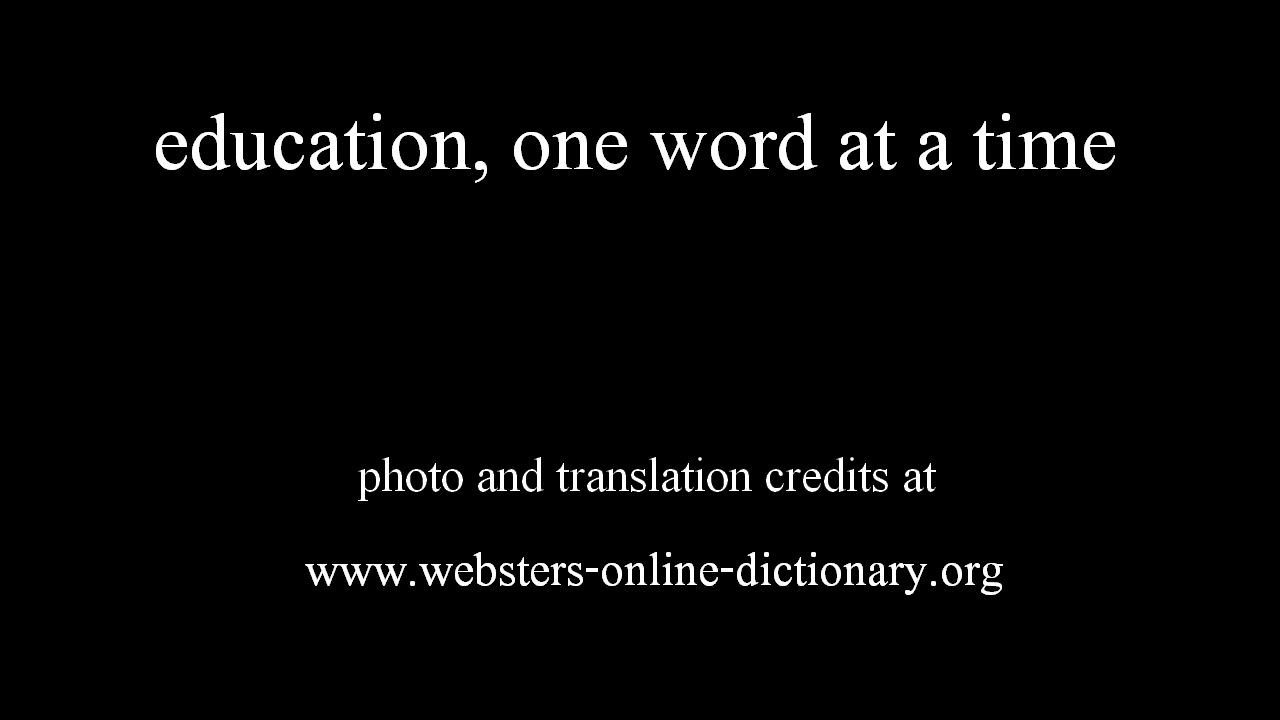 education, one word at a time
photo and translation credits at
www.websters-online-dictionary.org